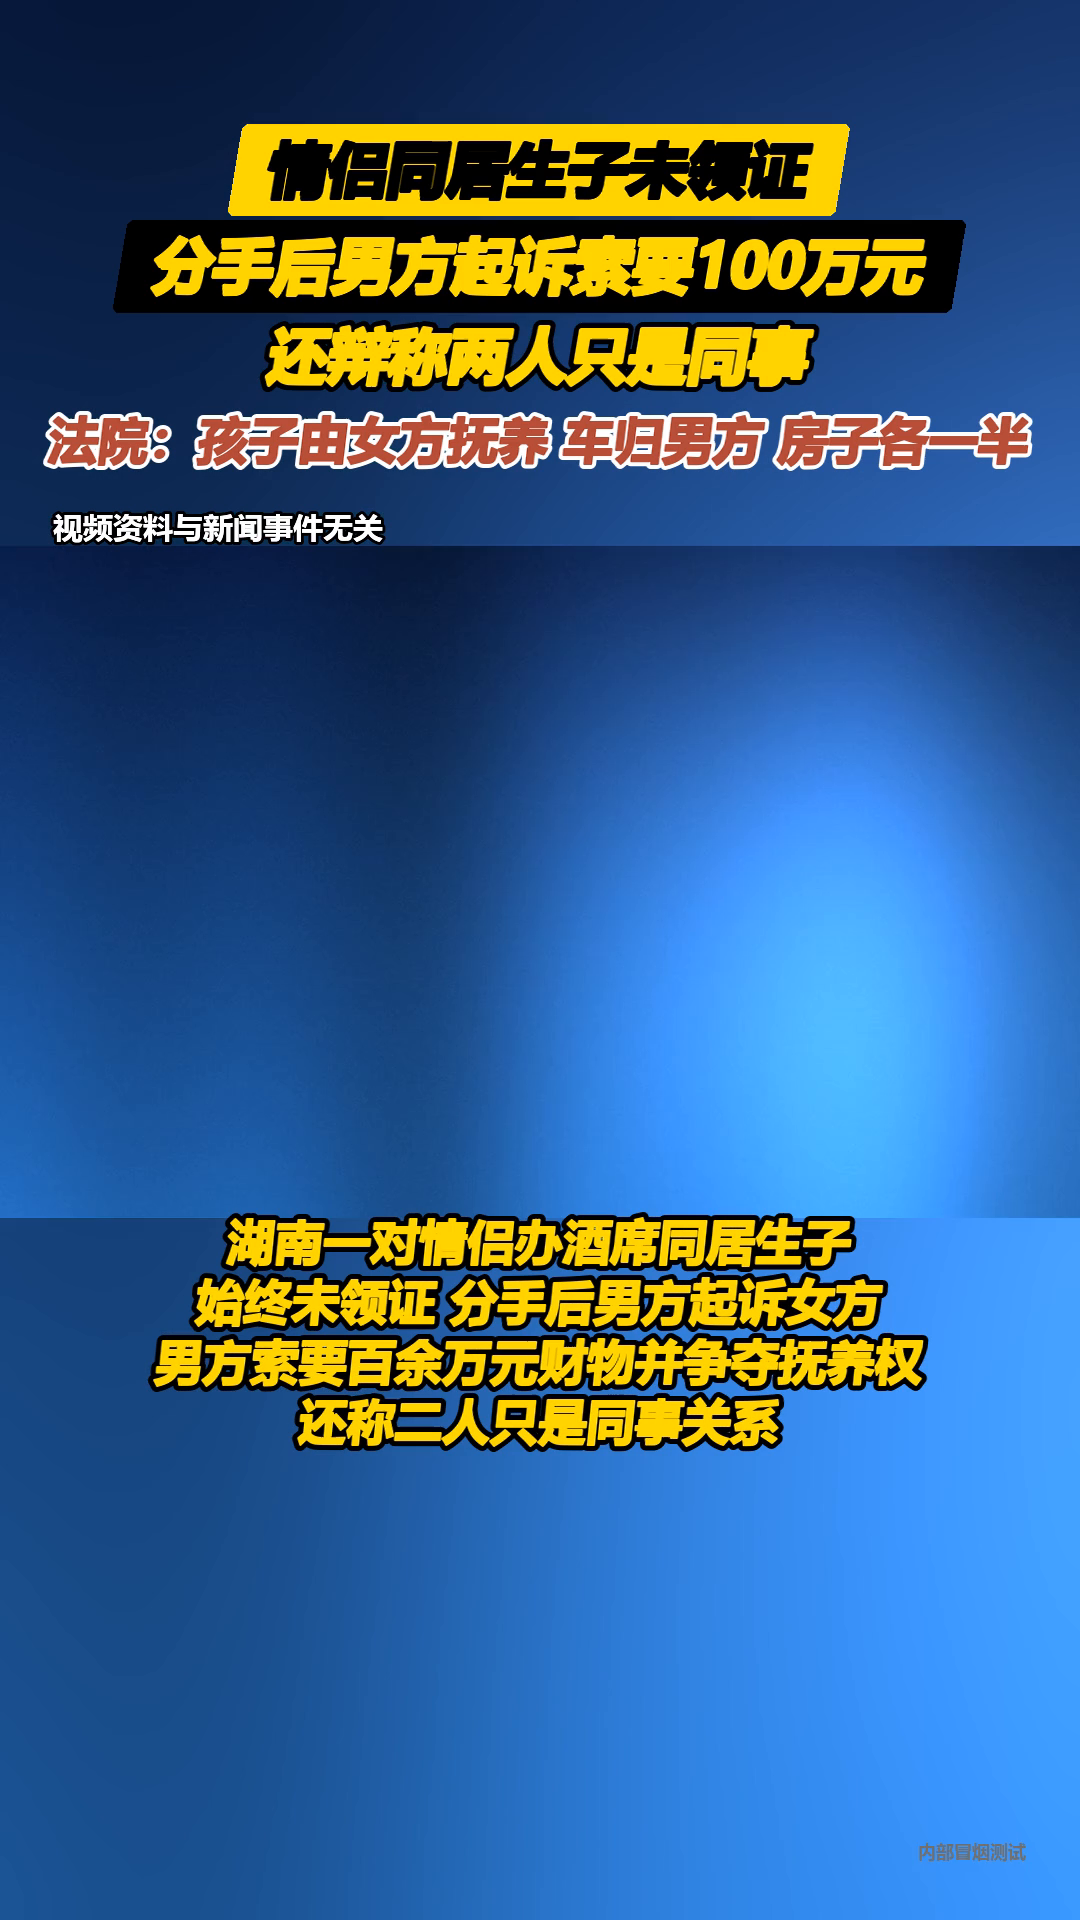 情侣同居生子未领证
分手后男方起诉索要100万元
还辩称两人只是同事
法院：孩子由女方抚养 车归男方 房子各一半
视频资料与新闻事件无关
湖南一对情侣办酒席同居生子
始终未领证 分手后男方起诉女方
男方索要百余万元财物并争夺抚养权
还称二人只是同事关系
内部冒烟测试